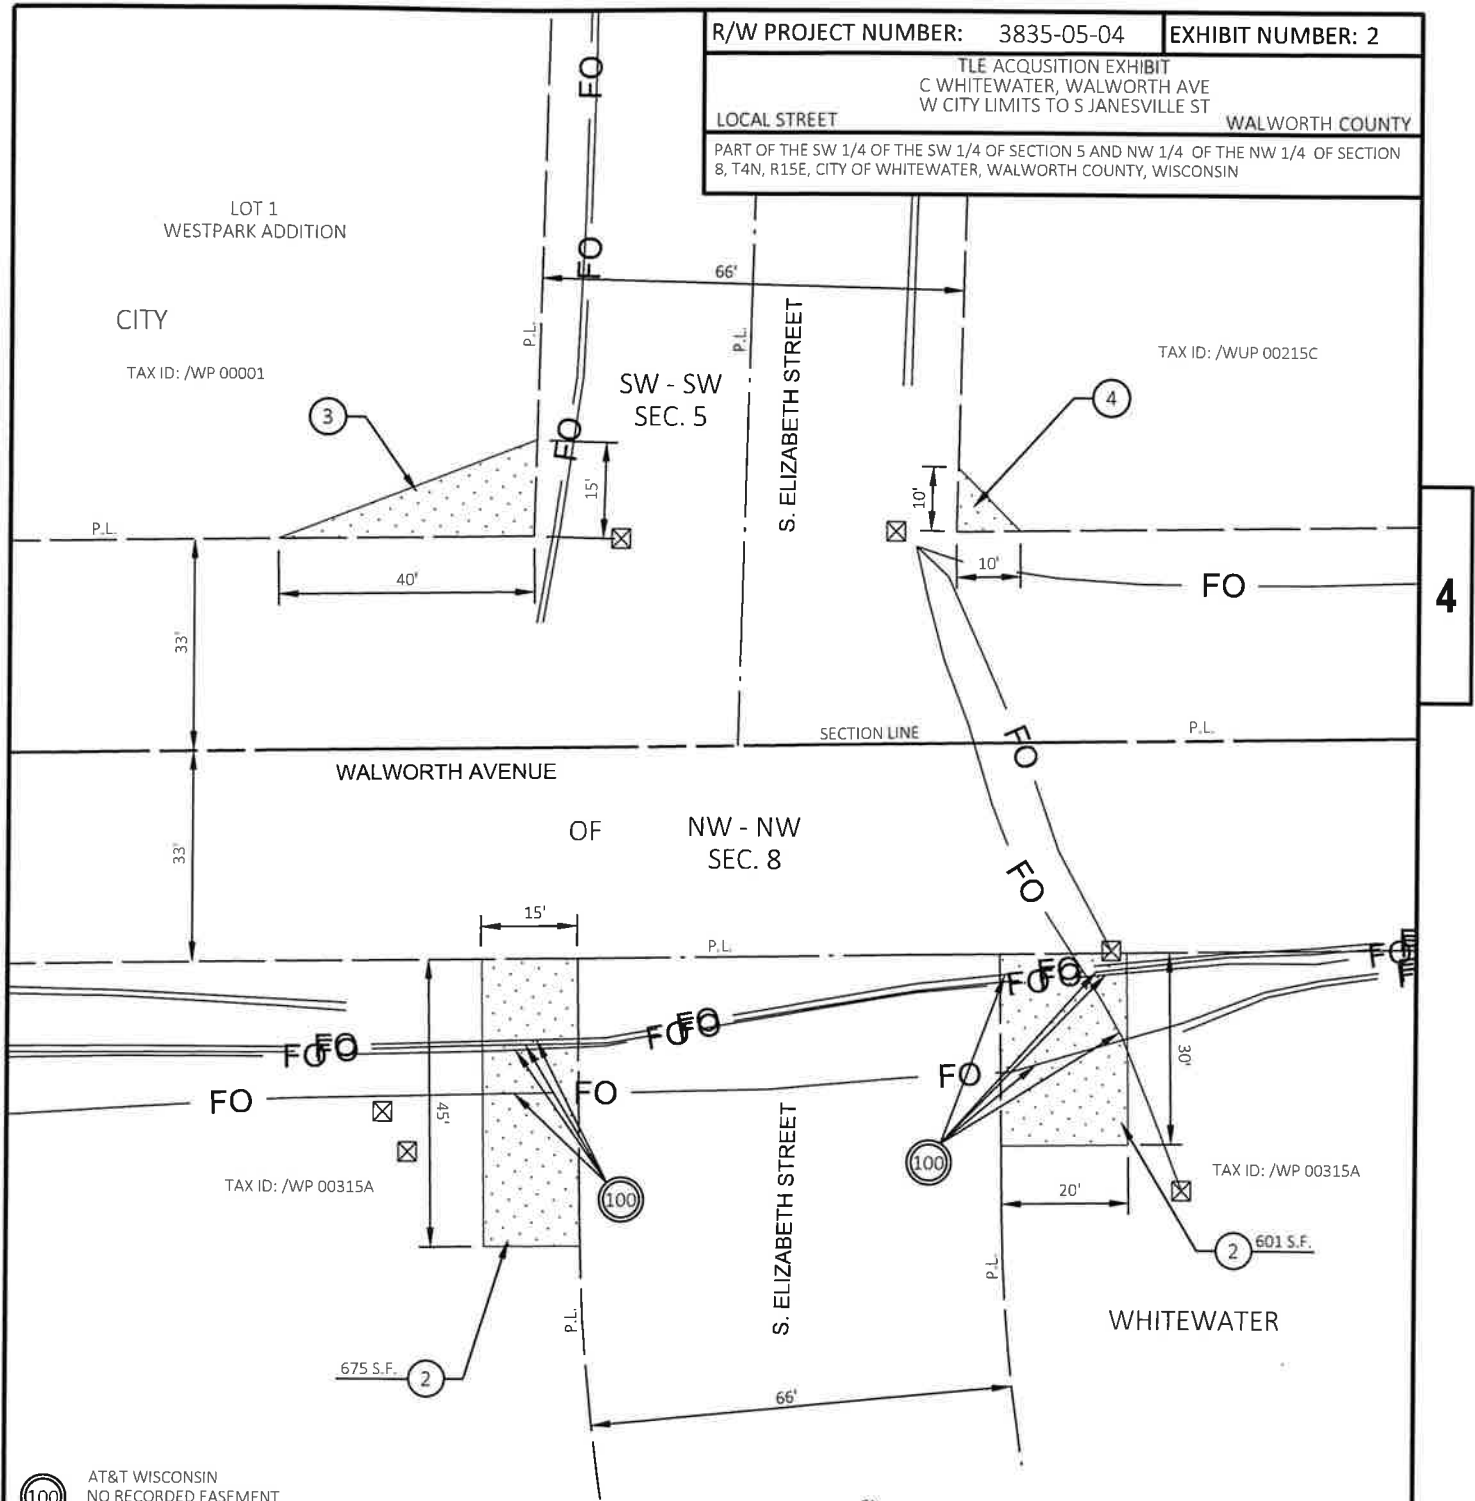 R/W PROJECT NUMBER: 3835-05-04
EXHIBIT NUMBER: 2
TLE ACQUSITION EXHIBIT
C WHITEWATER, WALWORTH AVE
W CITY LIMITS TO S JANESVILLE ST
LOCAL STREET
WALWORTH COUNTY
PART OF THE SW 1/4 OF THE SW 1/4 OF SECTION 5 AND NW 1/4 OF THE NW 1/4 OF SECTION
8, T4N, R15E, CITY OF WHITEWATER, WALWORTH COUNTY, WISCONSIN
FO
LOT 1
WESTPARK ADDITION
FO
66'
CITY
P.L.
P.L.
S. ELIZABETH STREET
TAX ID: /WUP 00215C
TAX ID: /WP 00001
SW - SW
SEC. 5
3
4
FO
15'
10'
P.L.
40'
10'
FO
4
33'
SECTION LINE
P.L.
FO
WALWORTH AVENUE
OF
NW - NW
SEC. 8
33'
FO
15'
P.L.
FO
FO
FO
FO
FO
FO
FO
FO
30'
FO
FO
FO
45'
S. ELIZABETH STREET
100
100
TAX ID: /WP 00315A
TAX ID: /WP 00315A
20'
2
601 S.F.
P.L.
P.L.
WHITEWATER
675 S.F.
2
66'
100
AT&T WISCONSIN
NO RECORDED EASEMENT